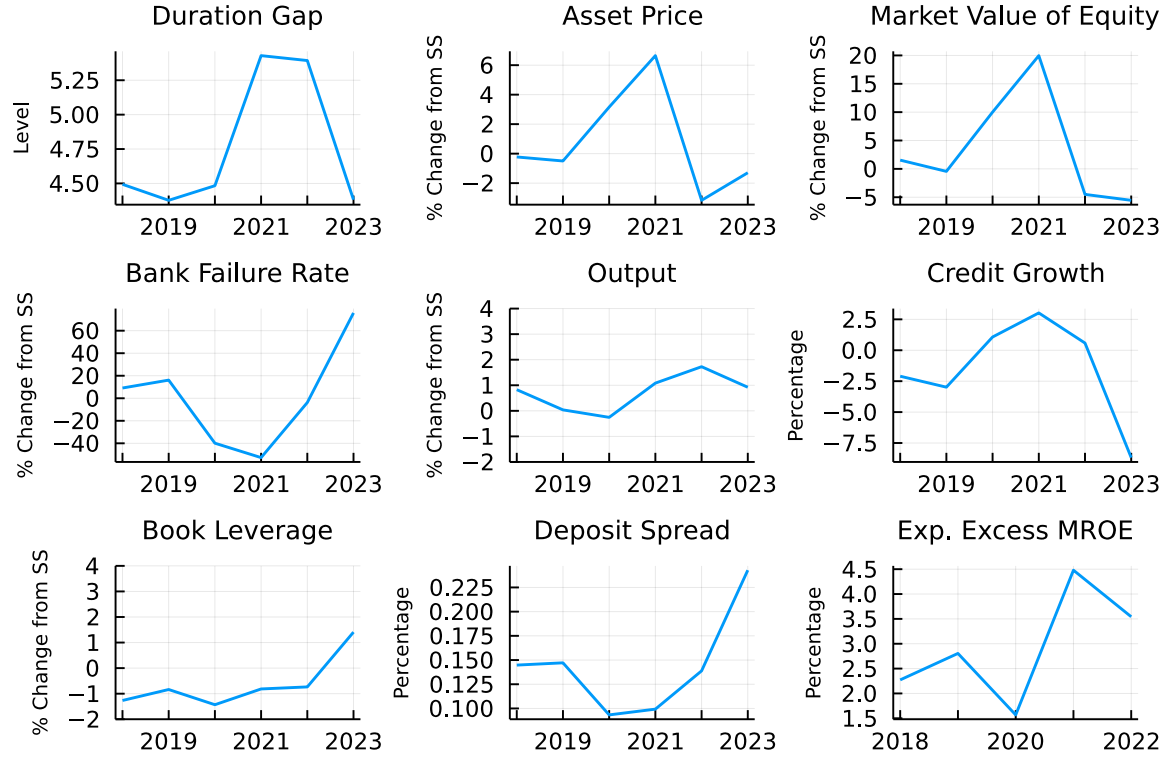 Duration Gap
Level
5.25
5.00
4.75
4.50
2019 2021 2023
Asset Price
% Change from SS
6
4
2
0
−2
2019 2021 2023
Market Value of Equity
% Change from SS
20
15
10
5
0
−5
2019 2021 2023
Bank Failure Rate
% Change from SS
60
40
20
0
−20
−40
2019 2021 2023
Output
% Change from SS
4
3
2
1
0
−1
−2
2019 2021 2023
Credit Growth
Percentage
2.5
0.0
−2.5
−5.0
−7.5
2019 2021 2023
Book Leverage
% Change from SS
4
3
2
1
0
−1
−2
2019 2021 2023
Deposit Spread
Percentage
0.225
0.200
0.175
0.150
0.125
0.100
2019 2021 2023
Exp. Excess MROE
Percentage
4.5
4.0
3.5
3.0
2.5
2.0
1.5
2018 2020 2022